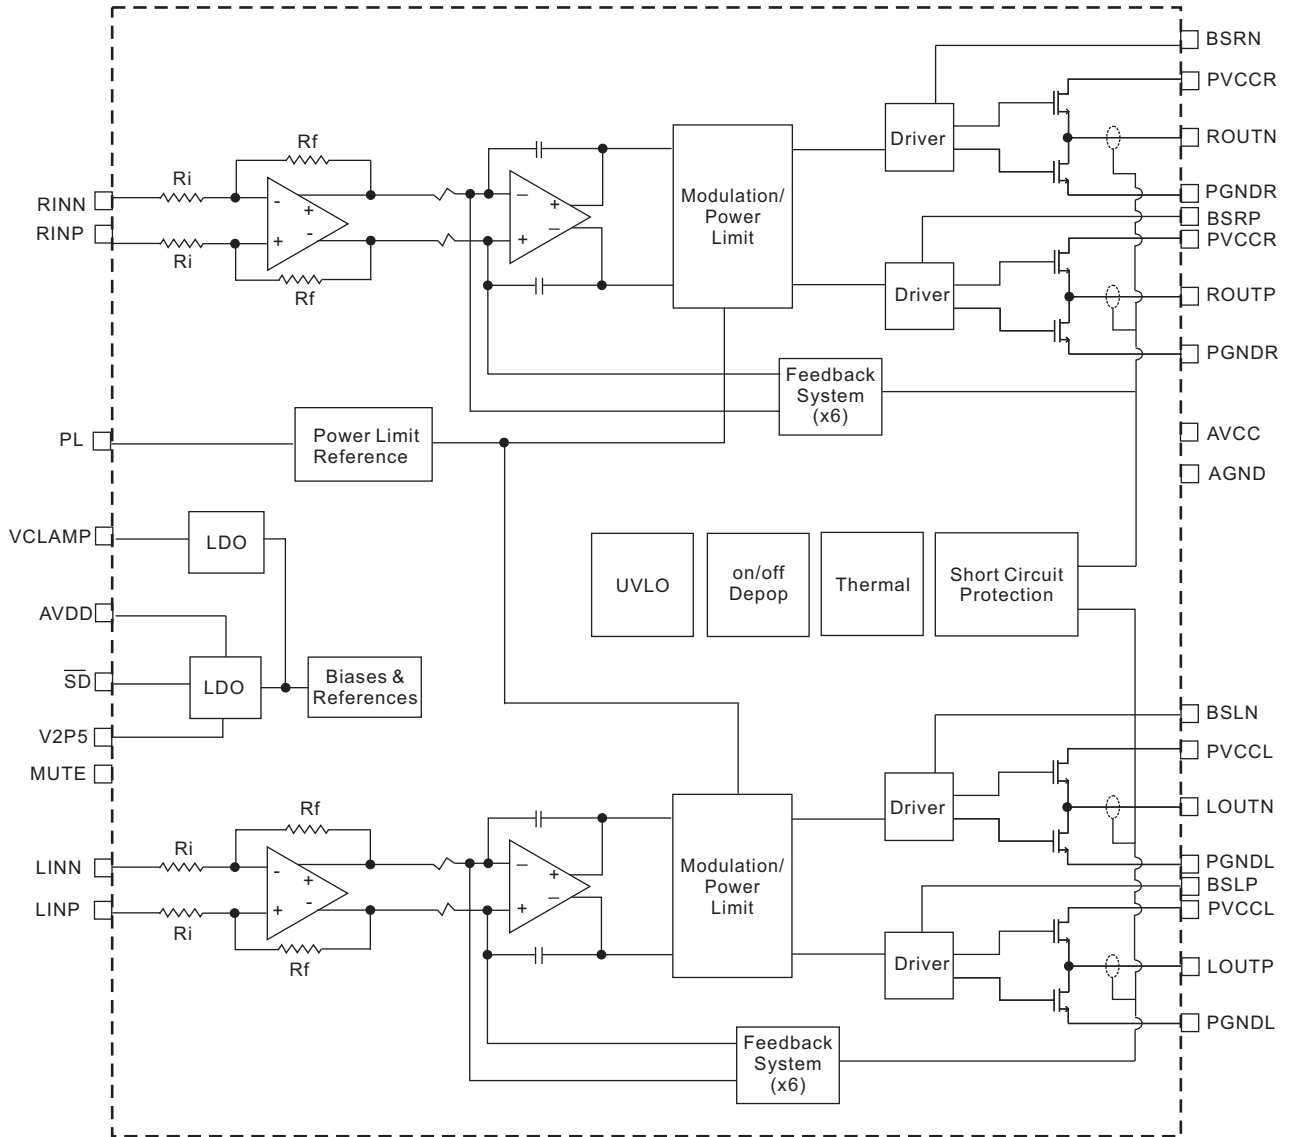 BSRN
PVCCR
Rf
Driver
ROUTN
Ri
RINN
-
+
-
+
Modulation/
Power
Limit
–
+
–
+
PGNDR
BSRP
RINP
PVCCR
Ri
Rf
Driver
ROUTP
PGNDR
Feedback
System
(x6)
PL
Power Limit
Reference
AVCC
AGND
VCLAMP
LDO
UVLO
on/off
Depop
Thermal
Short Circuit
Protection
AVDD
SD
LDO
Biases &
References
V2P5
MUTE
BSLN
PVCCL
Rf
Driver
LOUTN
Ri
LINN
-
+
-
+
Modulation/
Power
Limit
–
+
–
+
PGNDL
BSLP
LINP
PVCCL
Ri
Rf
Driver
LOUTP
PGNDL
Feedback
System
(x6)